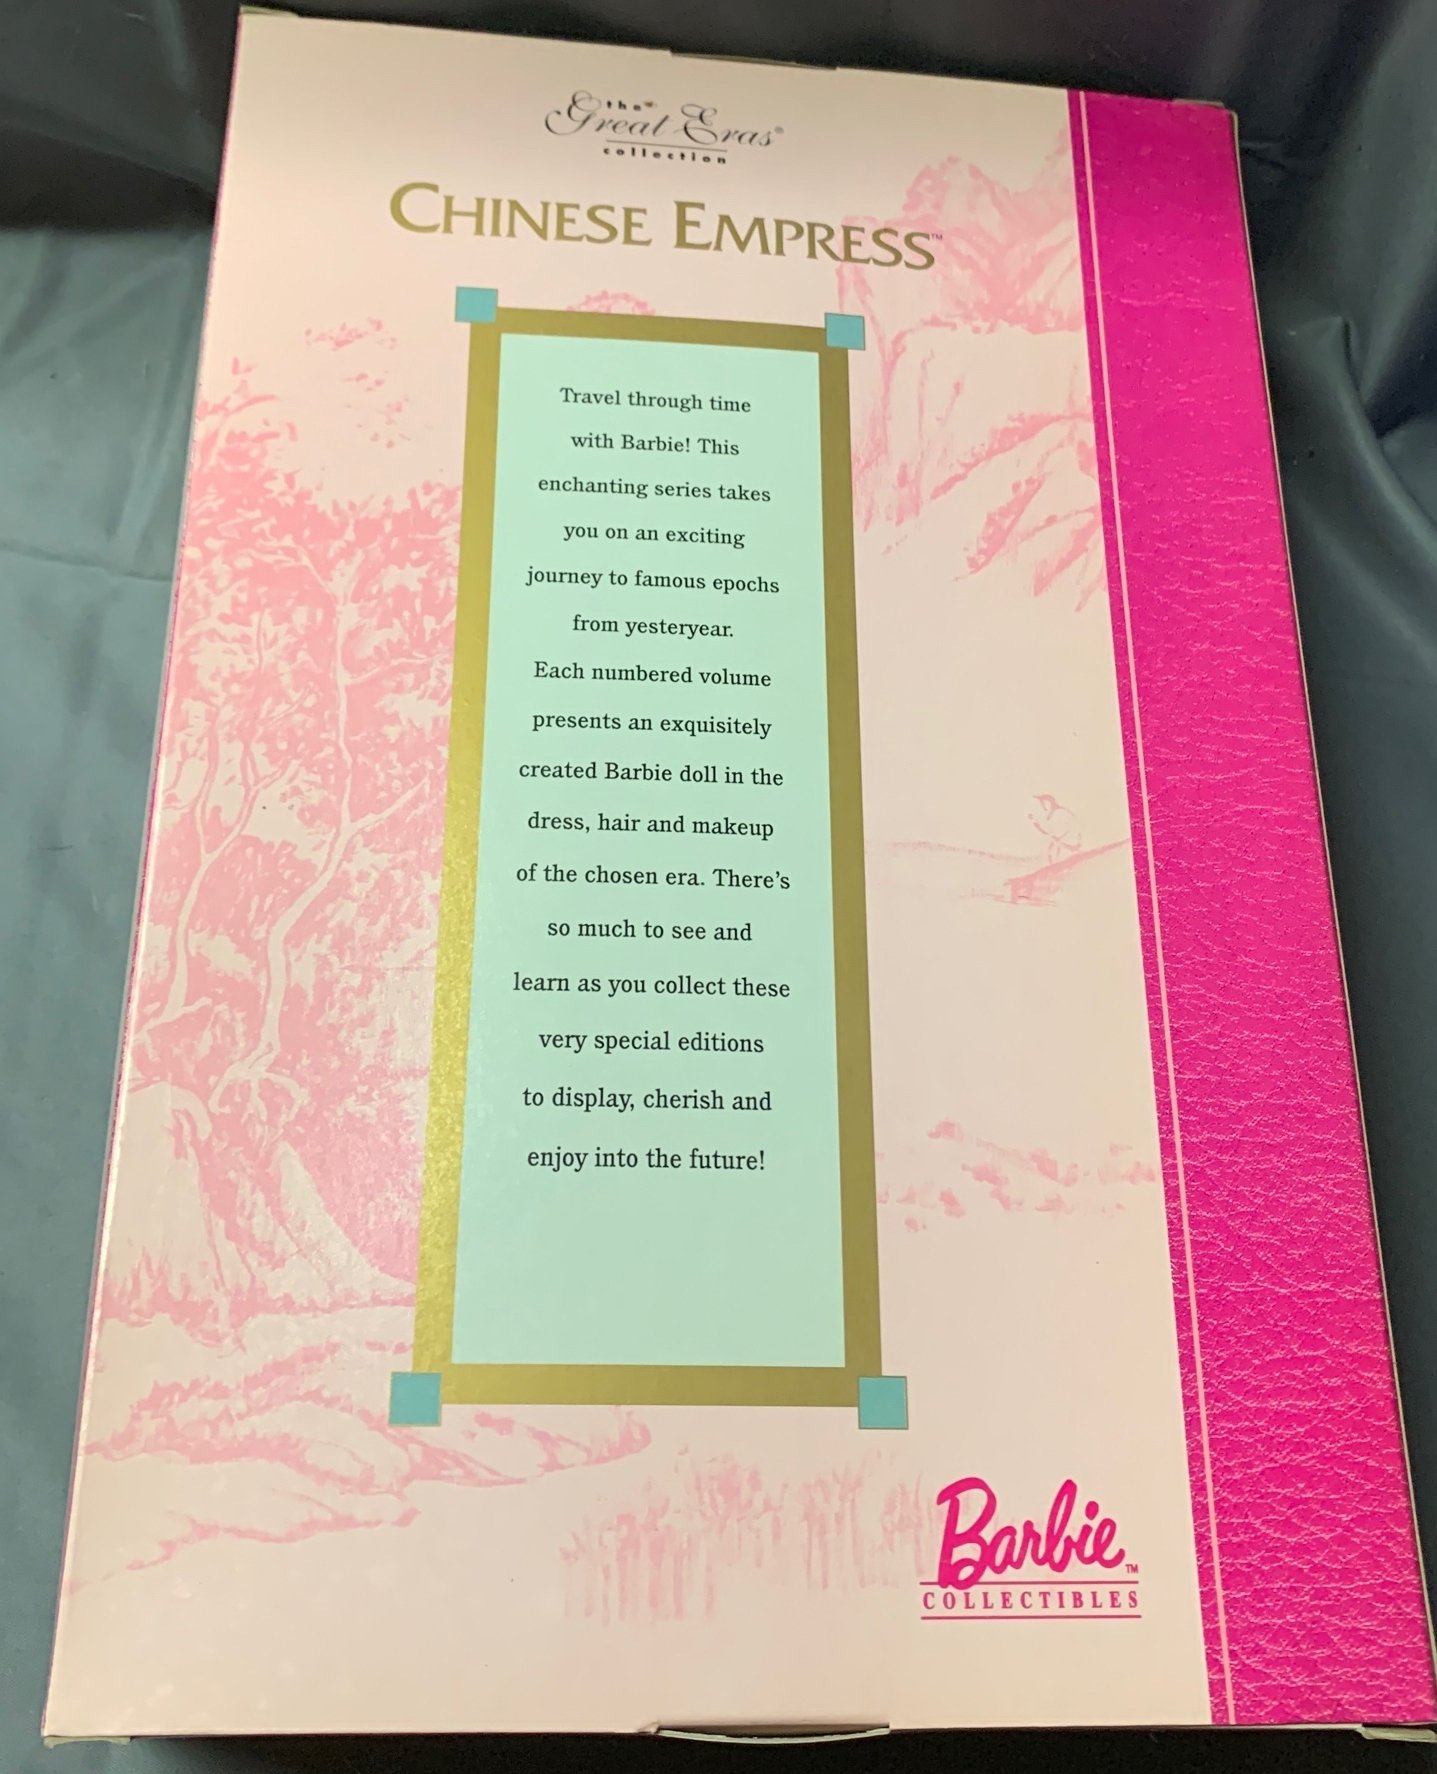 the
Great Eras®
collection
CHINESE EMPRESS™
Travel through time
with Barbie! This
enchanting series takes
you on an exciting
journey to famous epochs
from yesteryear.
Each numbered volume
presents an exquisitely
created Barbie doll in the
dress, hair and makeup
of the chosen era. There's
so much to see and
learn as you collect these
very special editions
to display, cherish and
enjoy into the future!
Barbie™
COLLECTIBLES